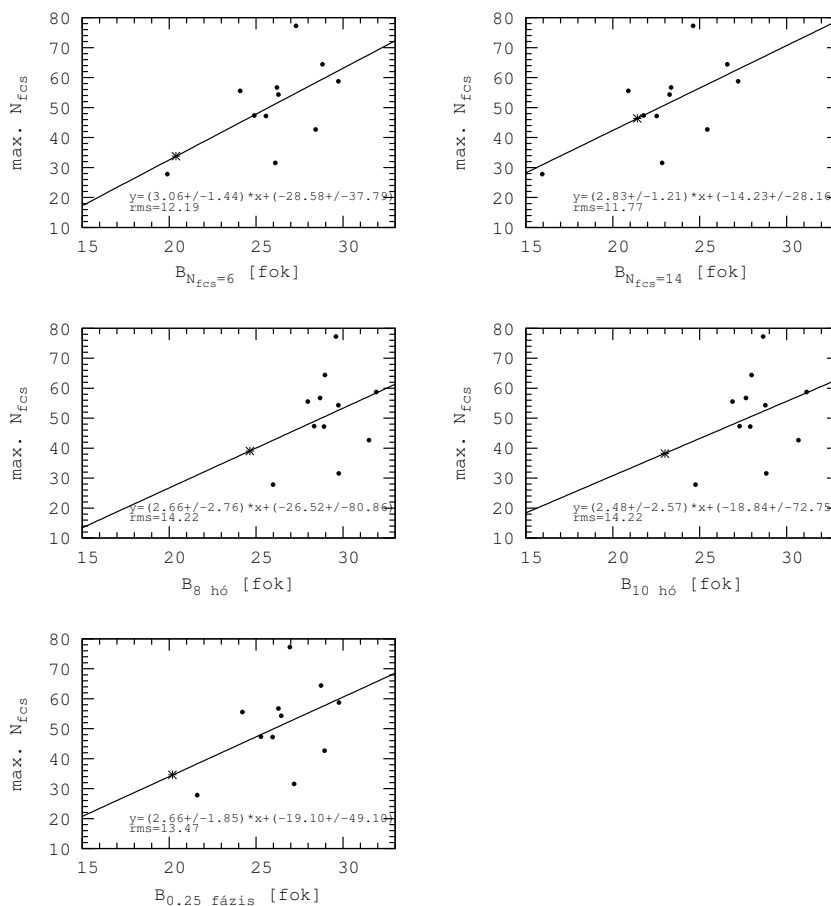 80
70
60
50
40
30
20
10
max. N_fcs
y=(3.06+/-1.44)*x+(-28.58+/-37.79)
rms=12.19
15 20 25 30
B_N_fcs=6 [fok]
80
70
60
50
40
30
20
10
max. N_fcs
y=(2.83+/-1.21)*x+(-14.23+/-28.16
rms=11.77
15 20 25 30
B_N_fcs=14 [fok]
80
70
60
50
40
30
20
10
max. N_fcs
y=(2.66+/-2.76)*x+(-26.52+/-80.86)
rms=14.22
15 20 25 30
B_8 hó [fok]
80
70
60
50
40
30
20
10
max. N_fcs
y=(2.48+/-2.57)*x+(-18.84+/-72.75
rms=14.22
15 20 25 30
B_10 hó [fok]
80
70
60
50
40
30
20
10
max. N_fcs
y=(2.66+/-1.85)*x+(-19.10+/-49.10)
rms=13.47
15 20 25 30
B_0.25 fázis [fok]